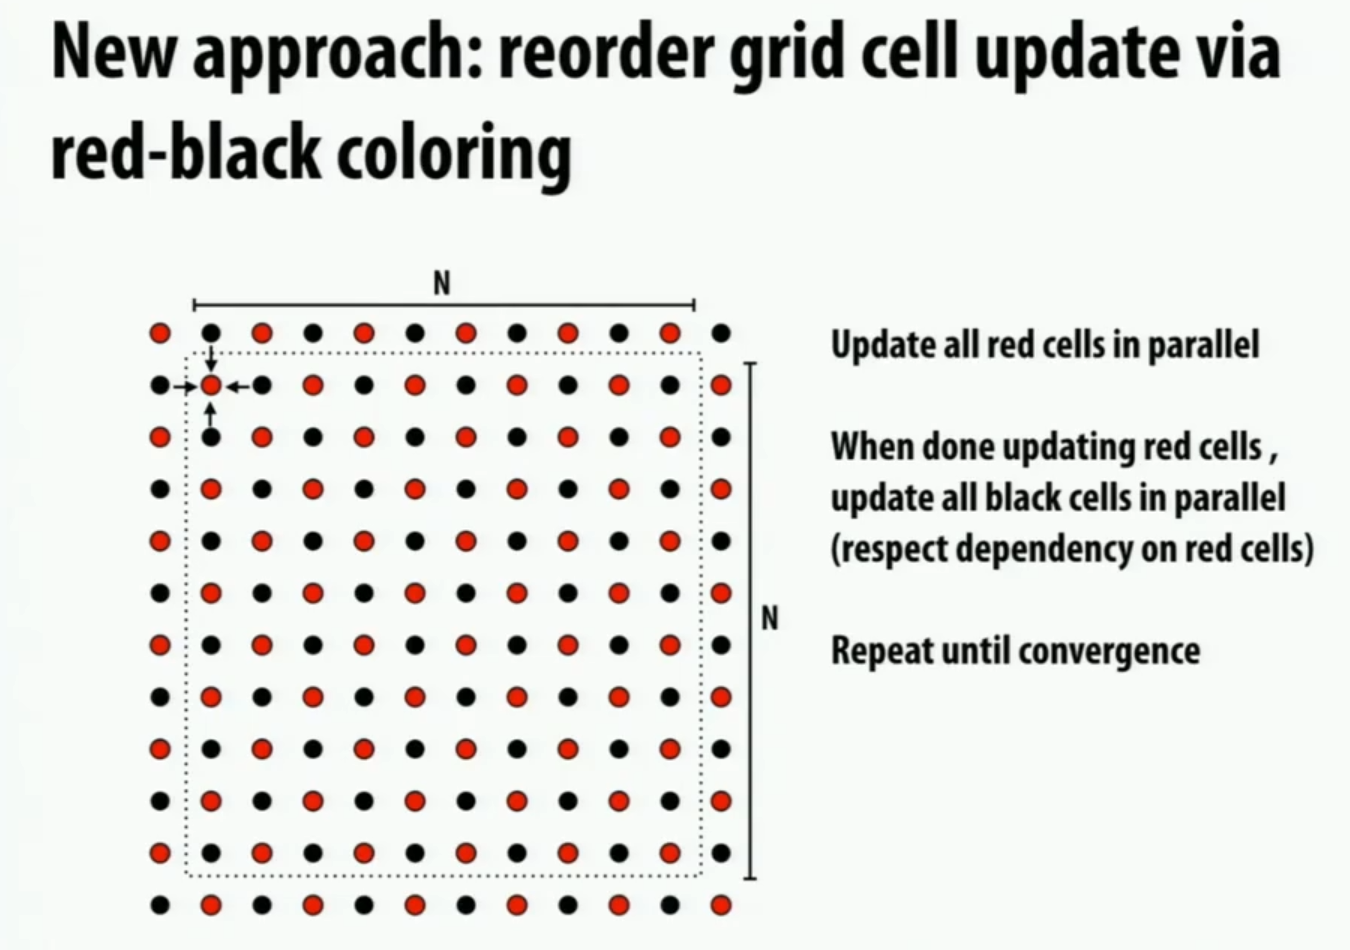 New approach: reorder grid cell update via
red-black coloring
N
Update all red cells in parallel
When done updating red cells ,
update all black cells in parallel
(respect dependency on red cells)
N
Repeat until convergence